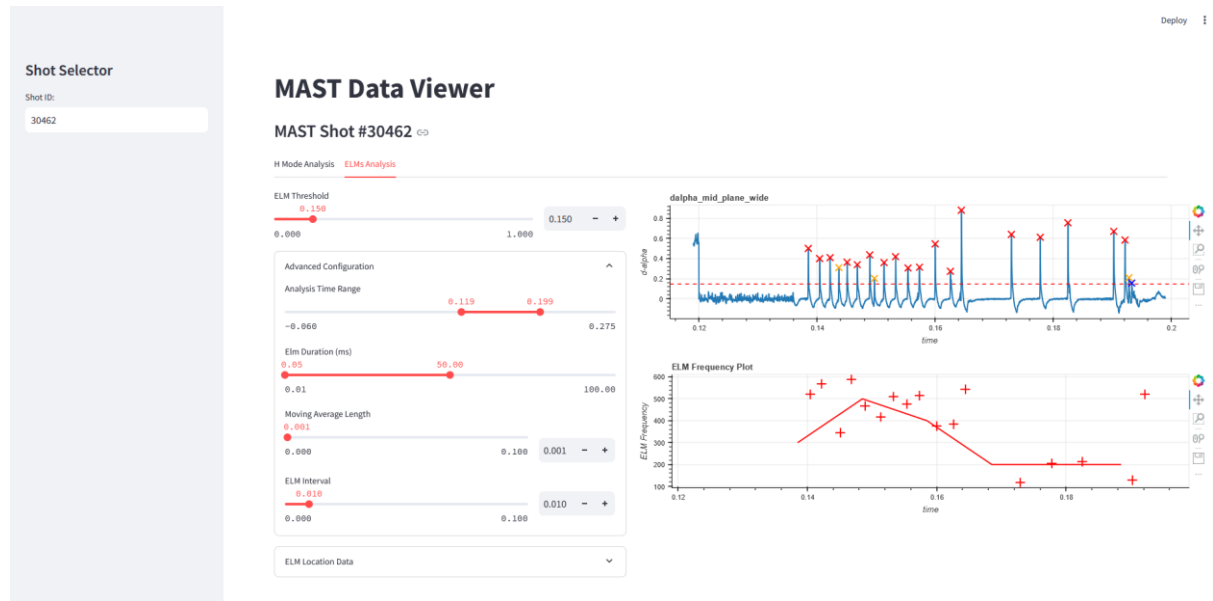 Deploy
Shot Selector
Shot ID:
30462
MAST Data Viewer
MAST Shot #30462
H Mode Analysis ELMs Analysis
ELM Threshold
0.150
0.150 - +
0.000 1.000
Advanced Configuration
Analysis Time Range
0.119 0.199
−0.060 0.275
Elm Duration (ms)
0.05 50.00
0.01 100.00
Moving Average Length
0.001
0.000 0.100 0.001 - +
ELM Interval
0.010
0.000 0.100 0.010 - +
ELM Location Data
dalpha_mid_plane_wide
0.8
0.6
0.4
0.2
0
d-alpha
0.12 0.14 0.16 0.18 0.2
time
ELM Frequency Plot
600
500
400
300
200
100
ELM Frequency
0.12 0.14 0.16 0.18
time